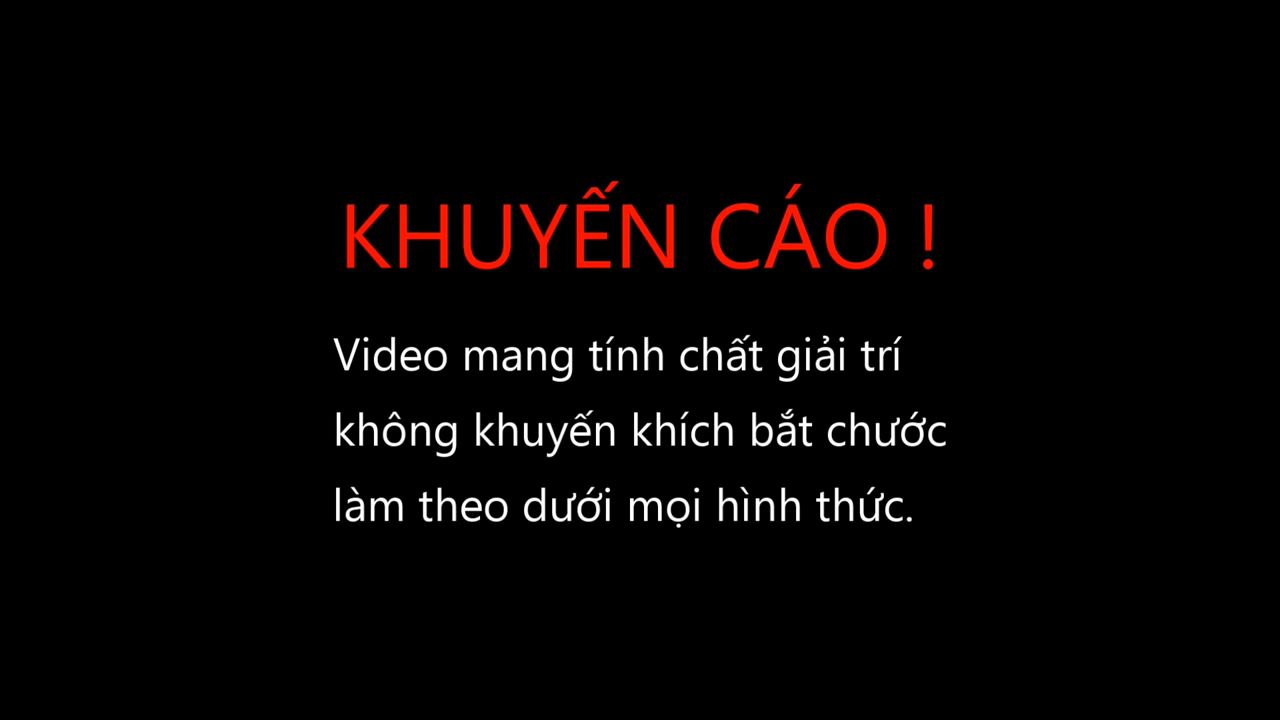 KHUYẾN CÁO !
Video mang tính chất giải trí
không khuyến khích bắt chước
làm theo dưới mọi hình thức.